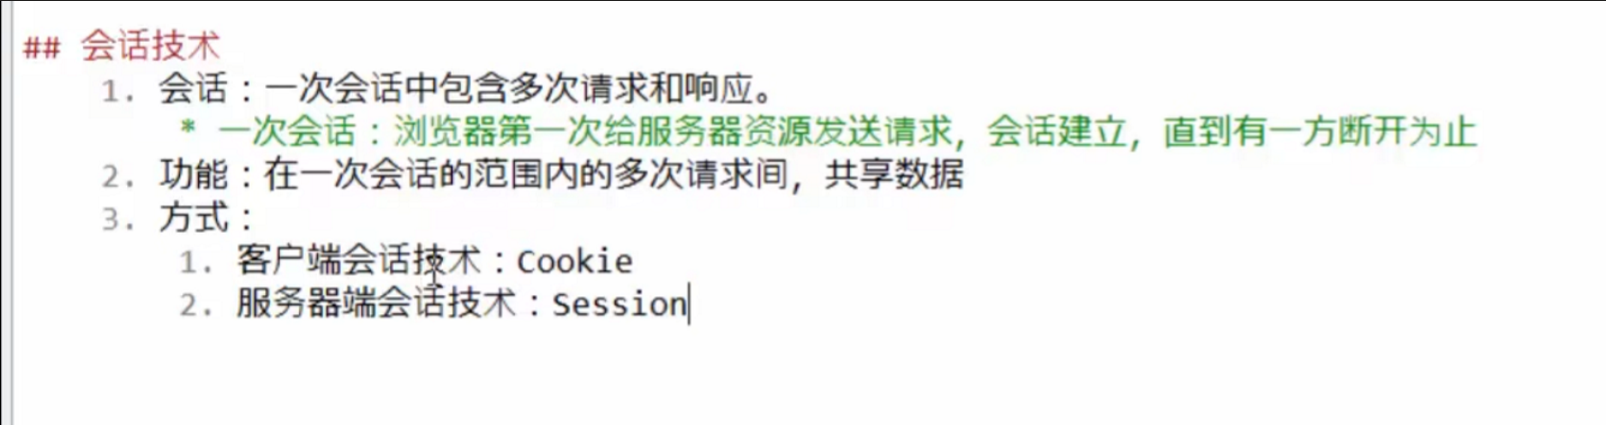 ## 会话技术
1. 会话：一次会话中包含多次请求和响应。
* 一次会话：浏览器第一次给服务器资源发送请求，会话建立，直到有一方断开为止
2. 功能：在一次会话的范围内的多次请求间，共享数据
3. 方式：
1. 客户端会话技术：Cookie
2. 服务器端会话技术：Session